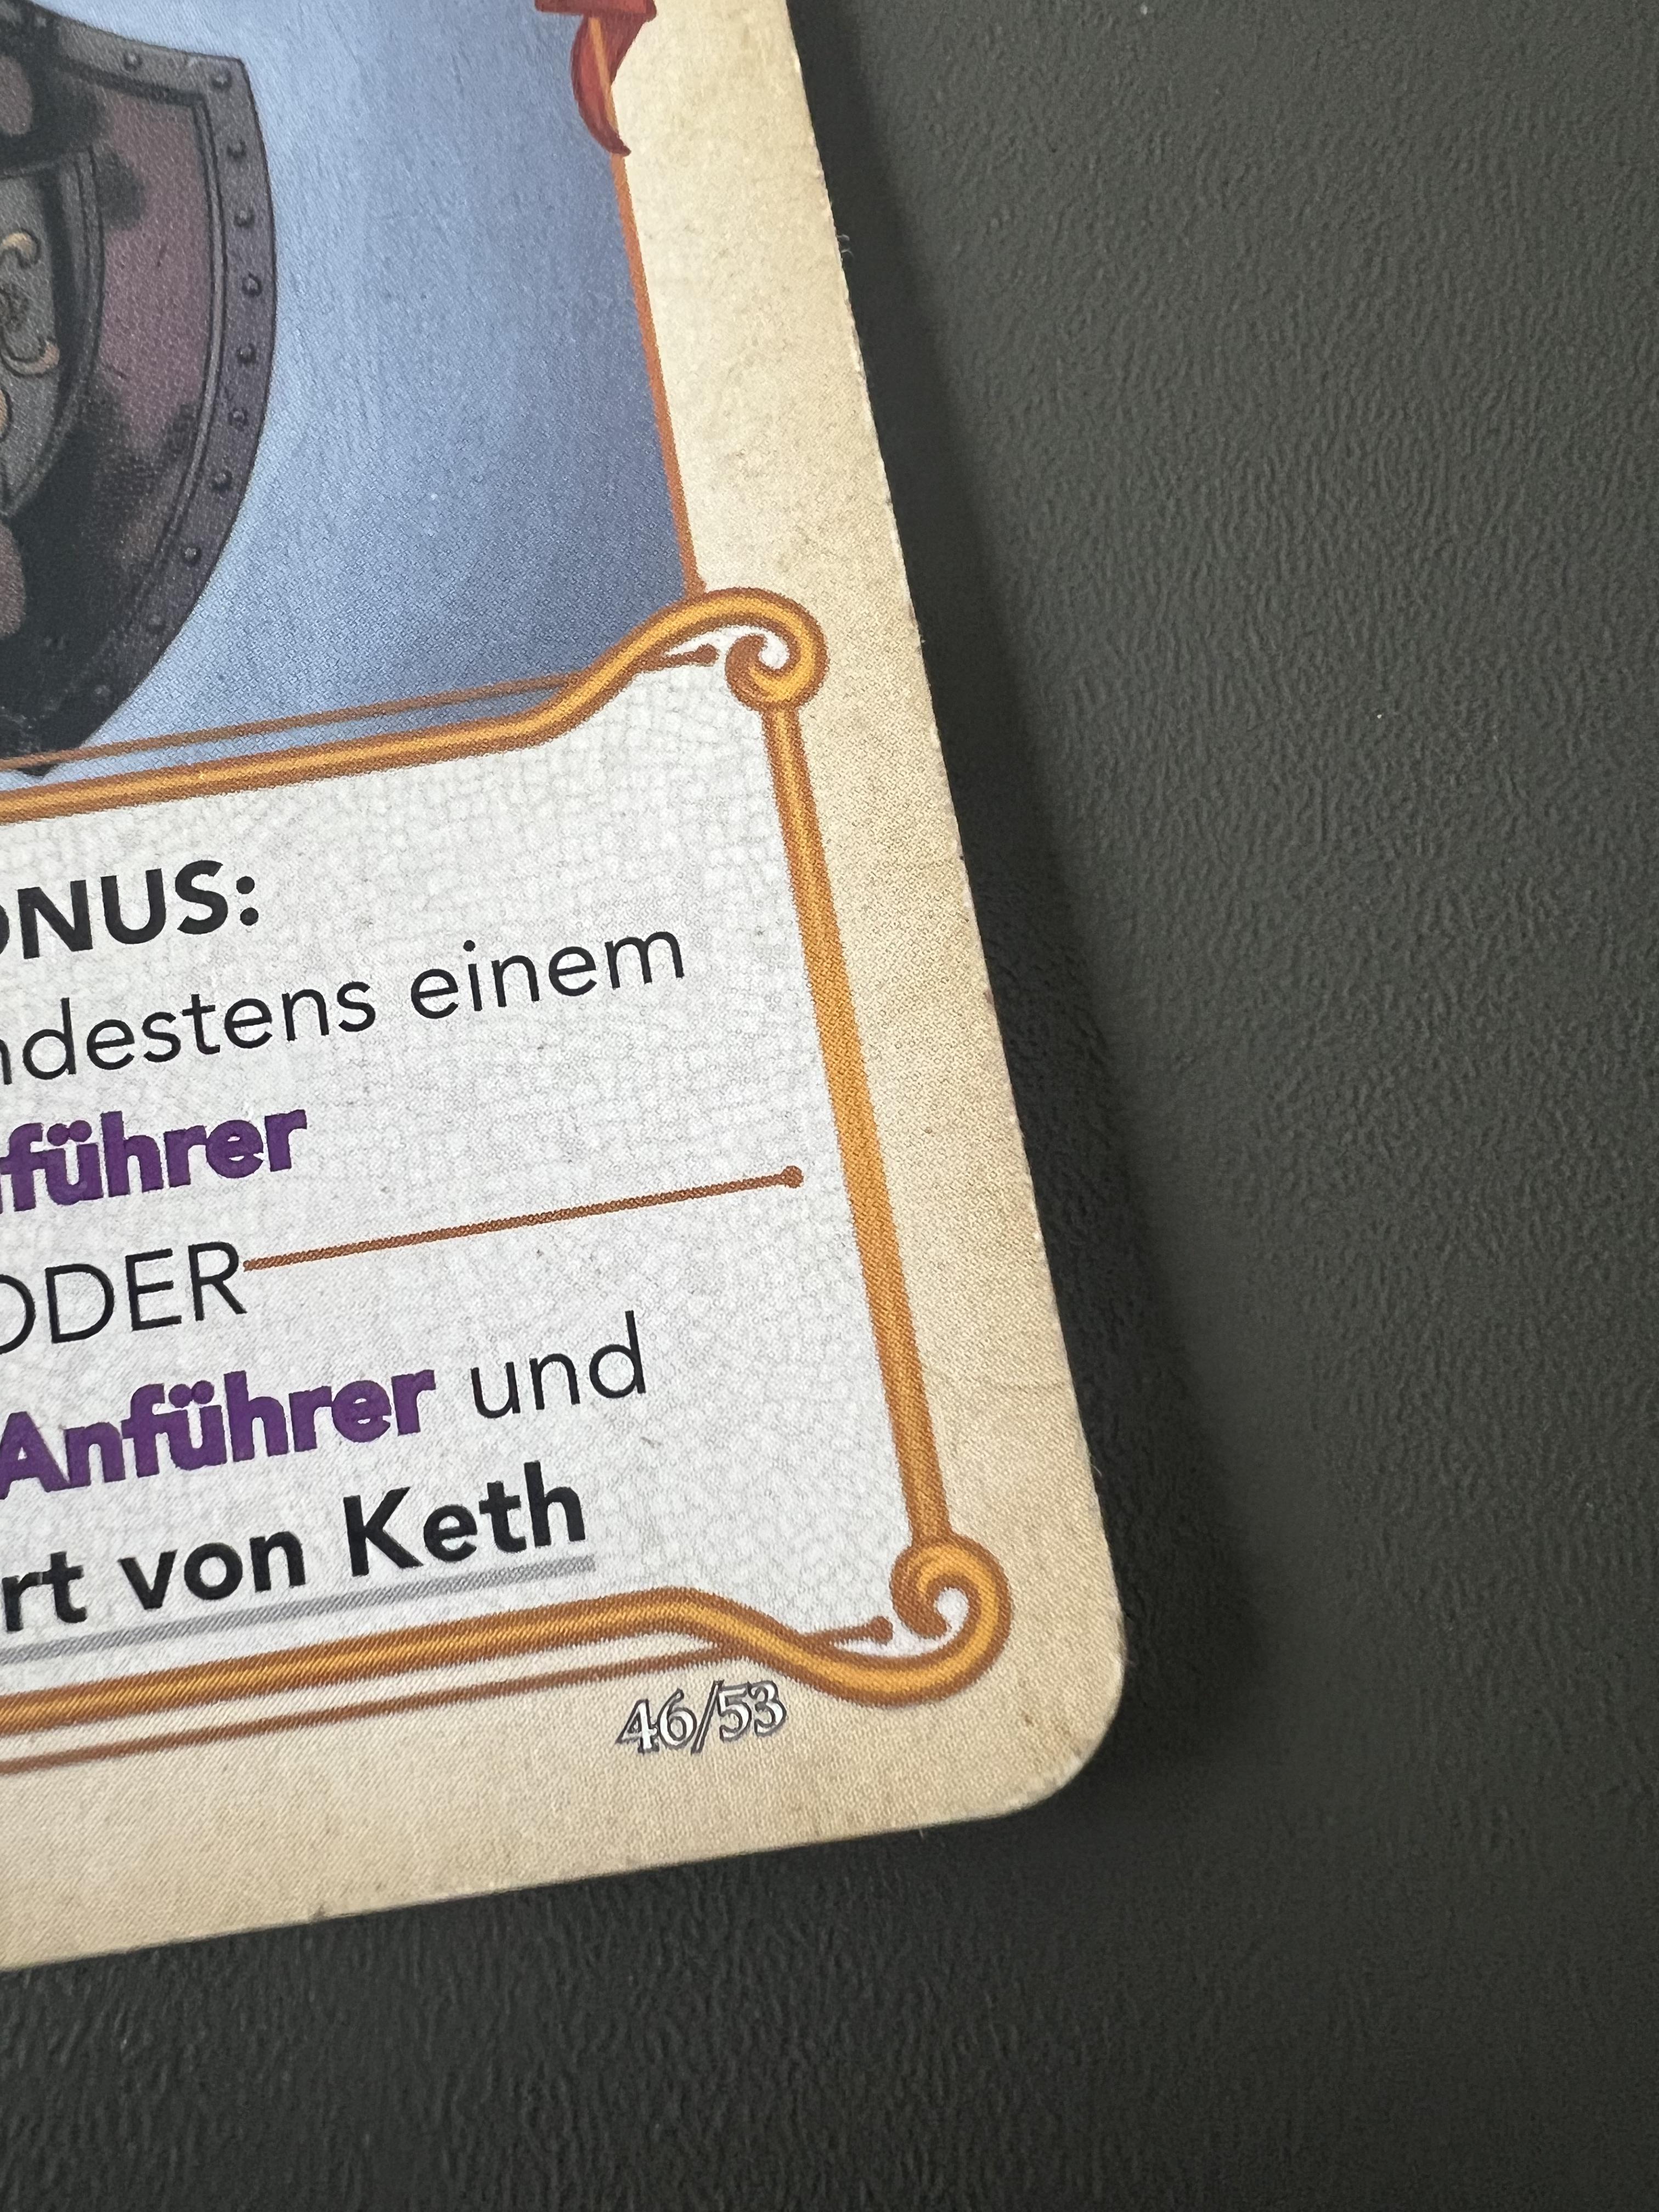 ONUS:
ndestens einem
führer
ODER
Anführer und
rt von Keth
46/53